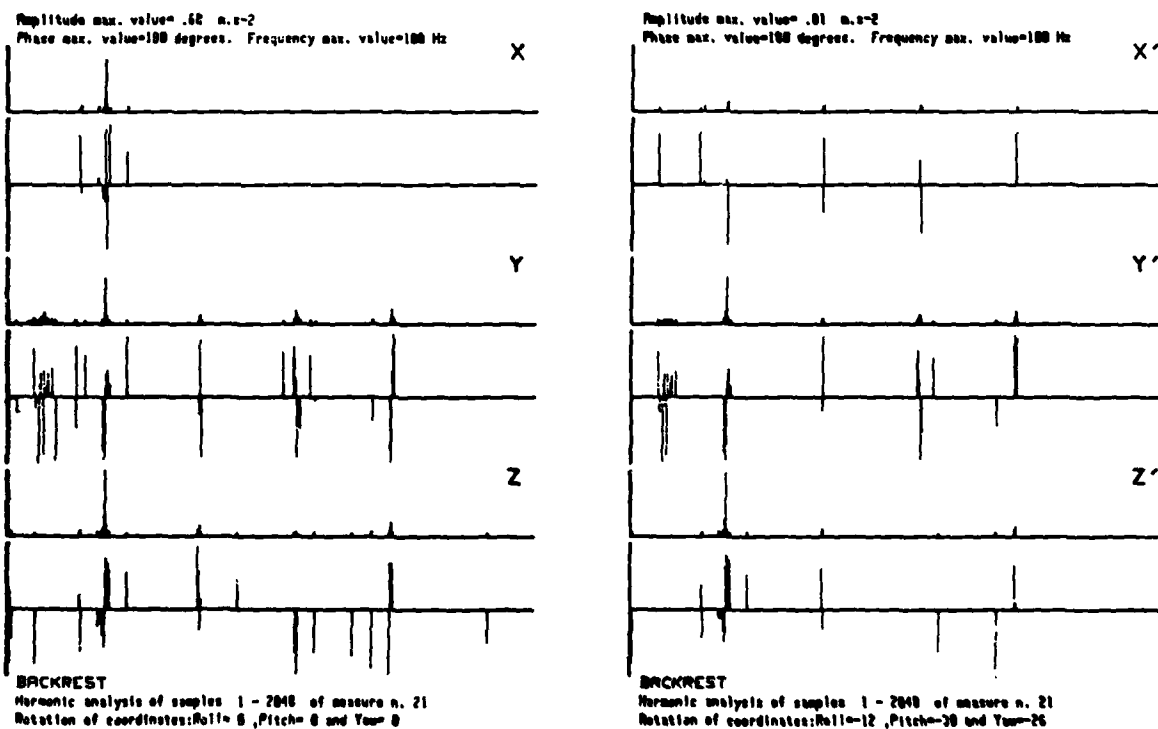 Amplitude max. value= .62 m.s-2
Phase max. value=180 degrees. Frequency max. value=100 Hz
X
Y
Z
BACKREST
Harmonic analysis of samples 1 - 2048 of measure n. 21
Rotation of coordinates:Roll= 0 ,Pitch= 0 and Yaw= 0
Amplitude max. value= .81 m.s-2
Phase max. value=180 degrees. Frequency max. value=100 Hz
X'
Y'
Z'
BACKREST
Harmonic analysis of samples 1 - 2048 of measure n. 21
Rotation of coordinates:Roll=-12 ,Pitch=-30 and Yaw=-26